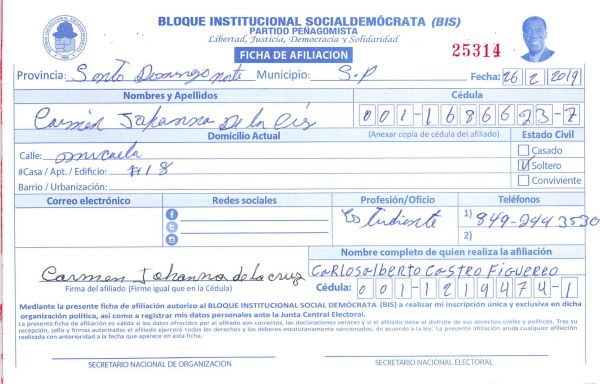 BLOQUE INSTITUCIONAL SOCIALDEMÓCRATA (BIS)
PARTIDO PEÑAGOMISTA
Libertad, Justicia, Democracia y Solidaridad
FICHA DE AFILIACION
25314
Provincia: Santo Domingo norte Municipio: S.P Fecha: 26/2/2019
Nombres y Apellidos Cédula
Carmen Johanna De la 001-1686623-7
Domicilio Actual (Anexar copia de cédula del afiliado) Estado Civil
Calle: micaela Casado
#Casa / Apt. / Edificio: #18 Soltero
Barrio / Urbanización: Conviviente
Correo electrónico Redes sociales Profesión/Oficio Teléfonos
Estudiente 1) 849-244 3530
2)
Nombre completo de quien realiza la afiliación
Carmen Johanna de la cruz CaRlosalberto Castro Figuereo
Firma del afiliado (Firme igual que en la Cédula) Cédula: 001-1219474-1
Mediante la presente ficha de afiliación autorizo al BLOQUE INSTITUCIONAL SOCIAL DEMÓCRATA (BIS) a realizar mi inscripción única y exclusiva en dicha
organización política, así como a registrar mis datos personales ante la Junta Central Electoral.
La presente ficha de afiliación es válida si los datos ofrecidos por el afiliado son correctos, las declaraciones veraces y si el afiliado tiene el disfrute de sus derechos civiles y políticos. Tras su
recepción, sello y firmas autorizadas el afiliado ejercerá todos los derechos y los deberes estatutariamente sancionados, de acuerdo a la ley. La presente afiliación anula cualquier afiliación
realizada con anterioridad a la fecha que aparece en esta ficha.
SECRETARIO NACIONAL DE ORGANIZACIÓN SECRETARIO NACIONAL ELECTORAL